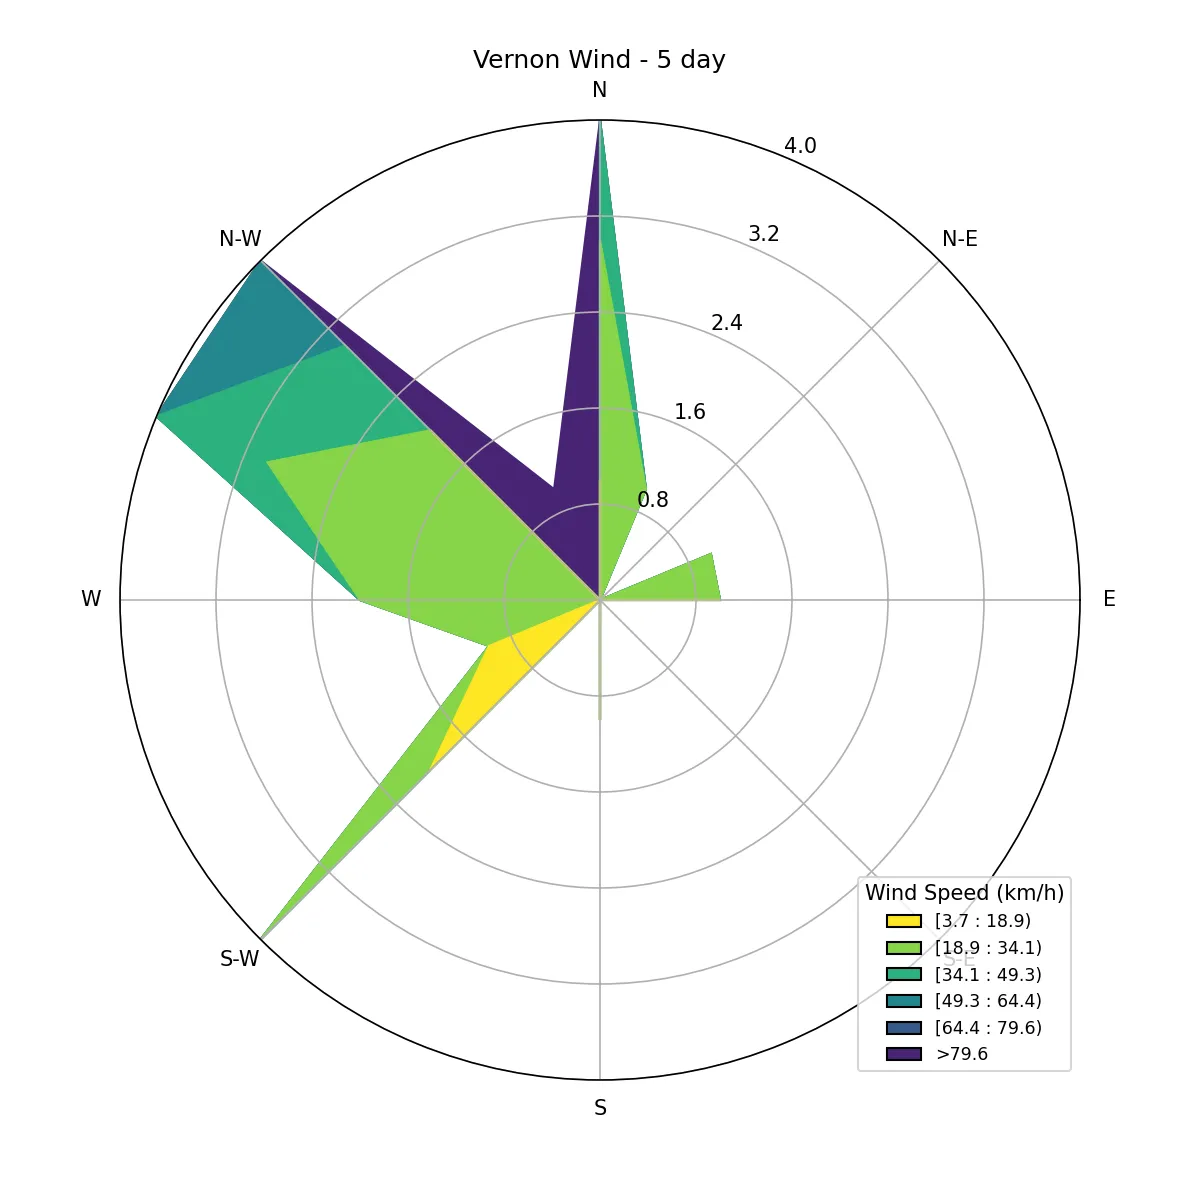 Vernon Wind - 5 day
N
4.0
N-W
N-E
3.2
2.4
1.6
0.8
W
E
Wind Speed (km/h)
[3.7 : 18.9)
[18.9 : 34.1)
S-W
S-E
[34.1 : 49.3)
[49.3 : 64.4)
[64.4 : 79.6)
>79.6
S